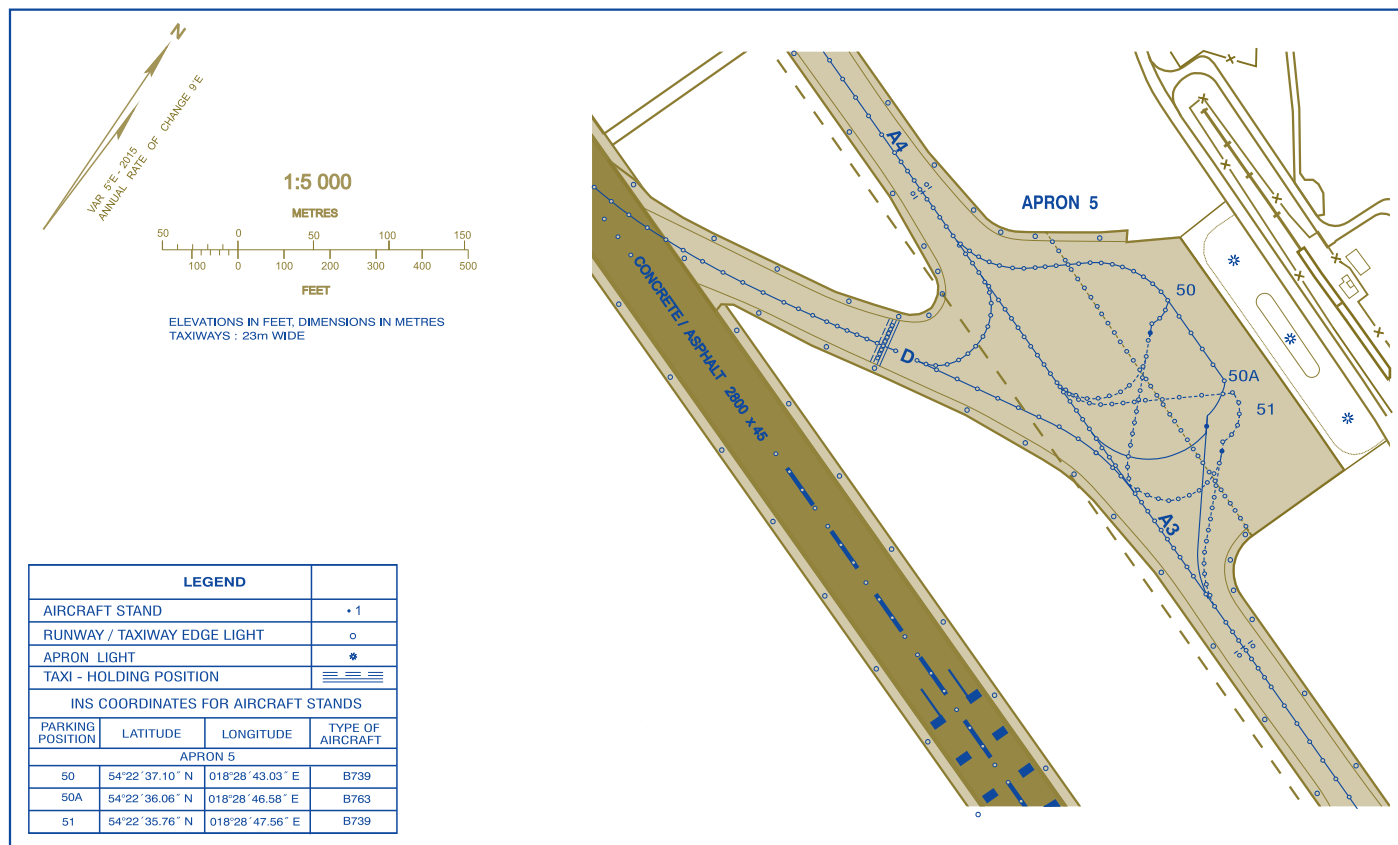 N
VAR 5°E - 2015
ANNUAL RATE OF CHANGE 9'E
1:5 000
METRES
50 0 50 100 150
100 0 100 200 300 400 500
FEET
ELEVATIONS IN FEET, DIMENSIONS IN METRES
TAXIWAYS : 23m WIDE
A4
APRON 5
CONCRETE / ASPHALT 2800 x 45
50
D
50A
51
A3
LEGEND
AIRCRAFT STAND • 1
RUNWAY / TAXIWAY EDGE LIGHT
APRON LIGHT
TAXI - HOLDING POSITION
INS COORDINATES FOR AIRCRAFT STANDS
PARKING POSITION LATITUDE LONGITUDE TYPE OF AIRCRAFT
APRON 5
50 54°22´37.10˝ N 018°28´43.03˝ E B739
50A 54°22´36.06˝ N 018°28´46.58˝ E B763
51 54°22´35.76˝ N 018°28´47.56˝ E B739